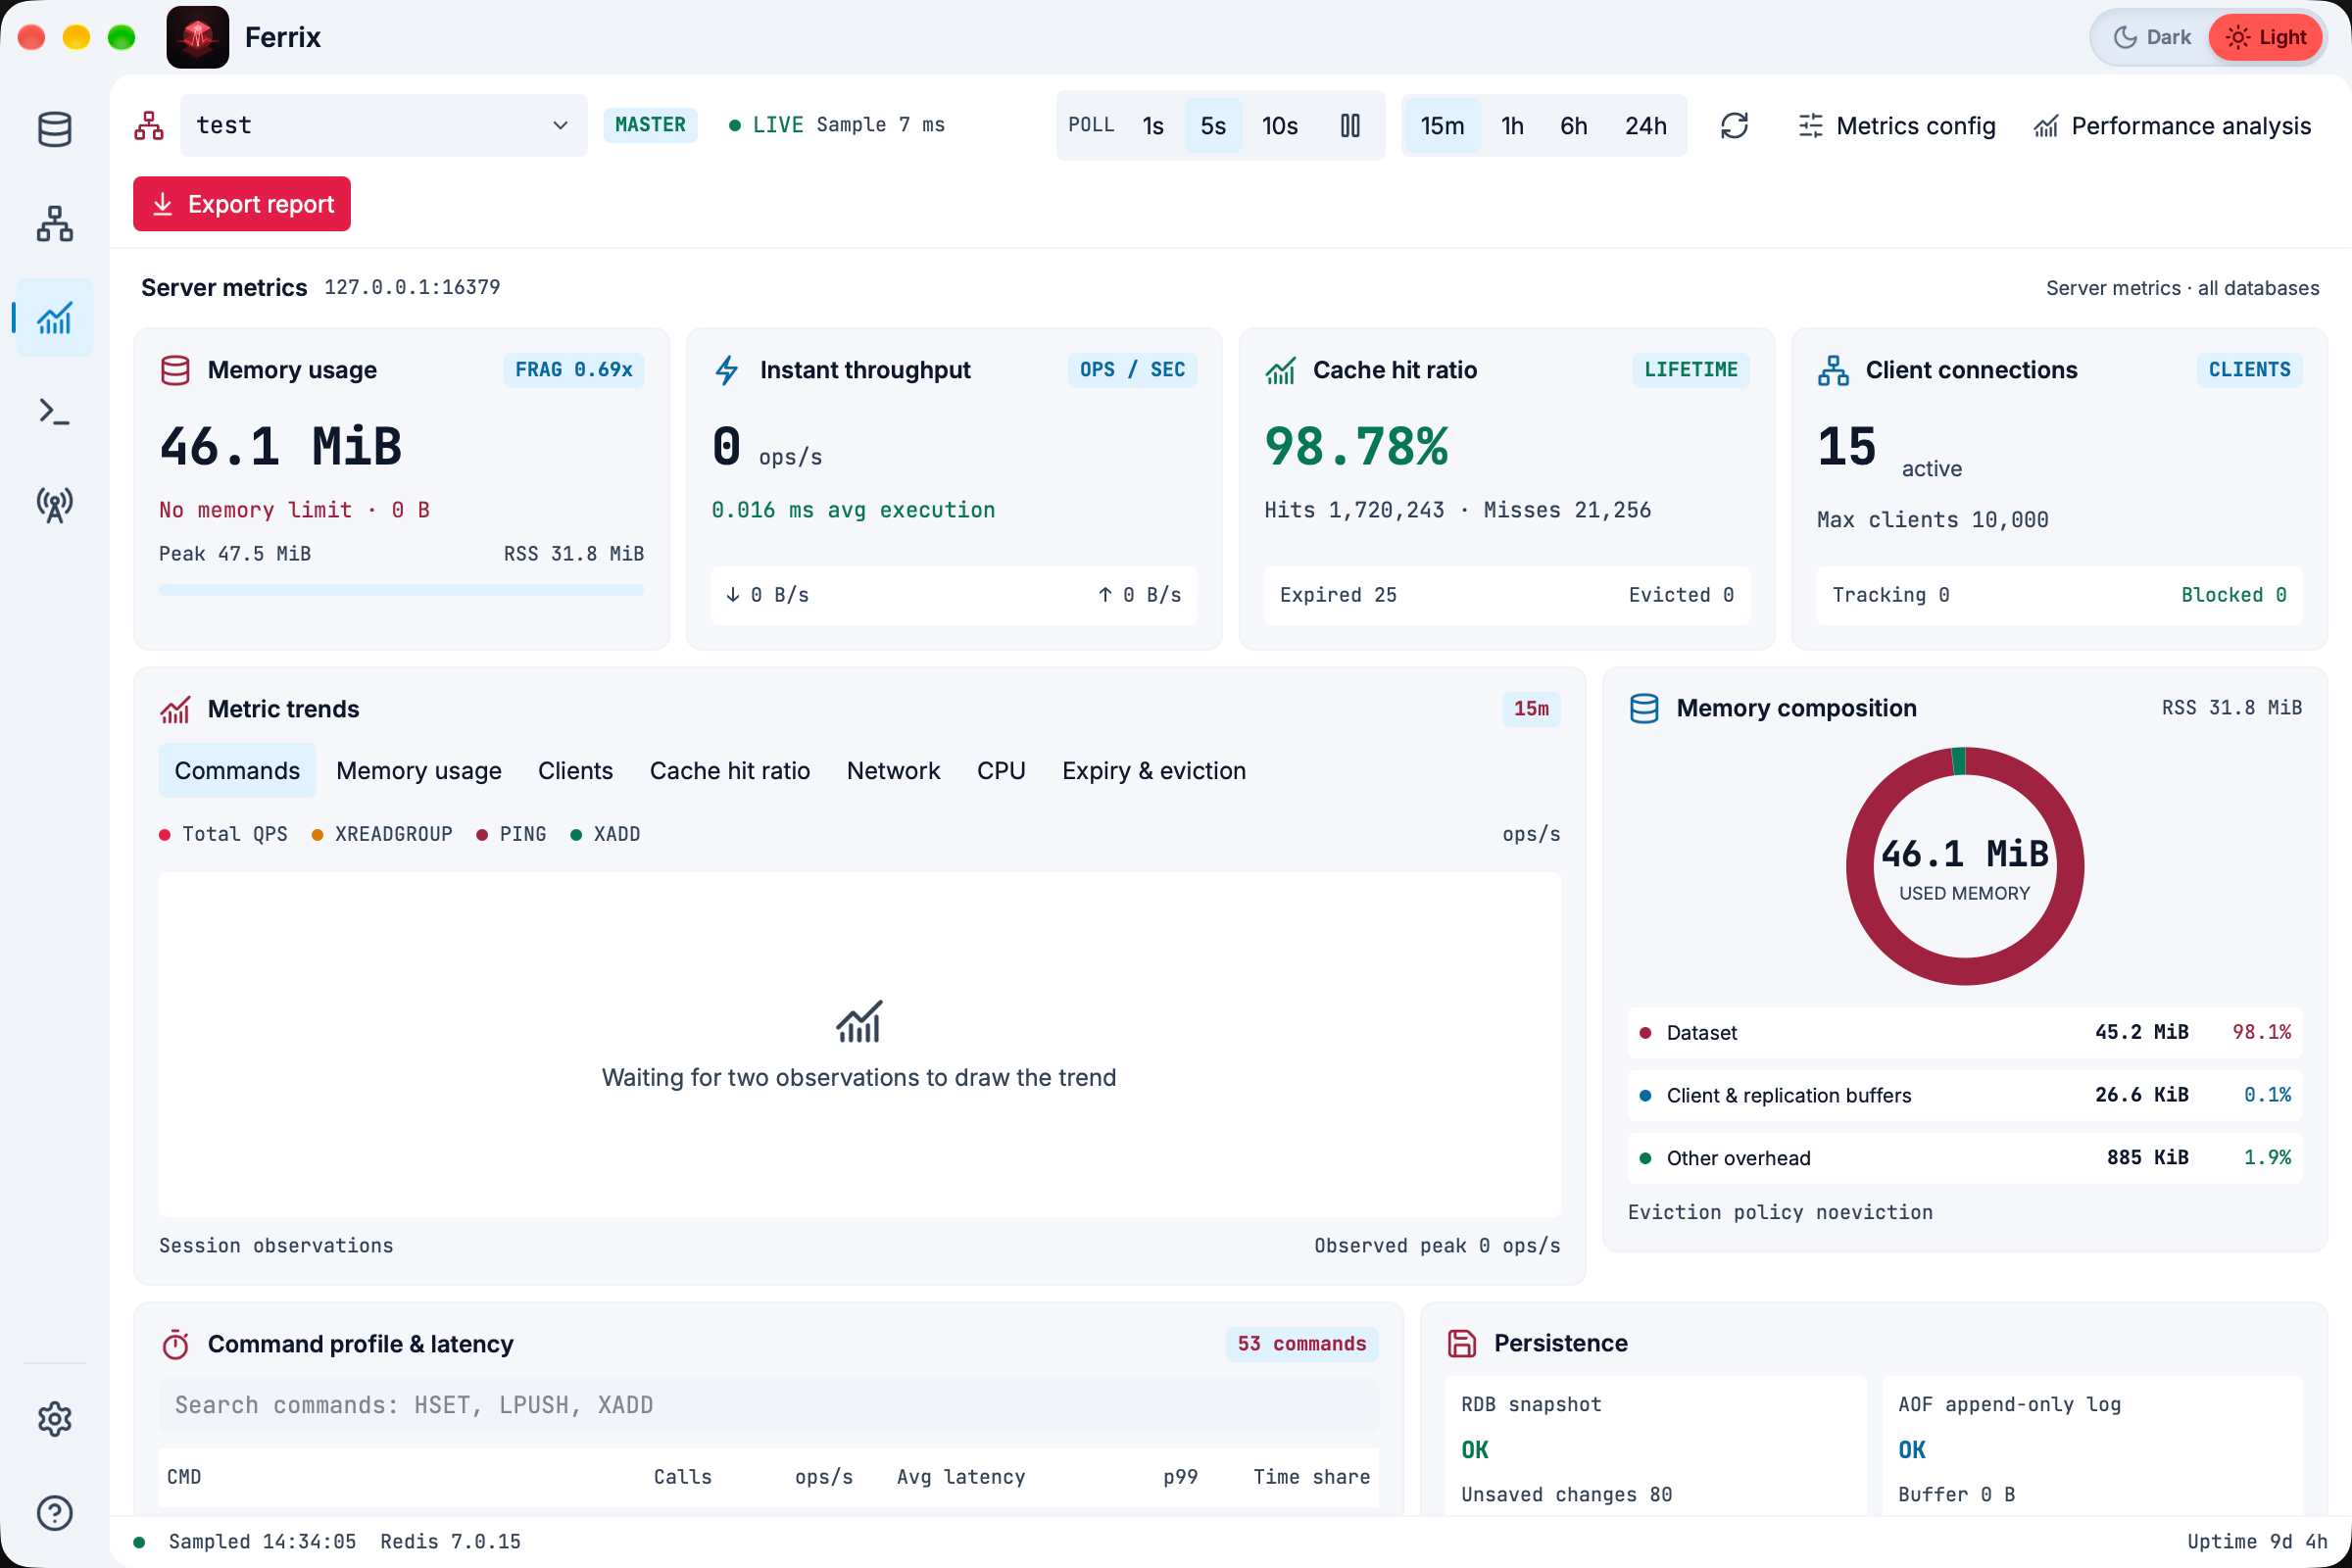 Ferrix
Dark Light
test MASTER LIVE Sample 7 ms POLL 1s 5s 10s 15m 1h 6h 24h Metrics config Performance analysis
Export report
Server metrics 127.0.0.1:16379 Server metrics · all databases
Memory usage FRAG 0.69x
46.1 MiB
No memory limit · 0 B
Peak 47.5 MiB RSS 31.8 MiB
Instant throughput OPS / SEC
0 ops/s
0.016 ms avg execution
↓ 0 B/s ↑ 0 B/s
Cache hit ratio LIFETIME
98.78%
Hits 1,720,243 · Misses 21,256
Expired 25 Evicted 0
Client connections CLIENTS
15 active
Max clients 10,000
Tracking 0 Blocked 0
Metric trends 15m
Commands Memory usage Clients Cache hit ratio Network CPU Expiry & eviction
Total QPS XREADGROUP PING XADD ops/s
Waiting for two observations to draw the trend
Session observations Observed peak 0 ops/s
Memory composition RSS 31.8 MiB
46.1 MiB
USED MEMORY
Dataset 45.2 MiB 98.1%
Client & replication buffers 26.6 KiB 0.1%
Other overhead 885 KiB 1.9%
Eviction policy noeviction
Command profile & latency 53 commands
Search commands: HSET, LPUSH, XADD
CMD Calls ops/s Avg latency p99 Time share
Persistence
RDB snapshot
OK
Unsaved changes 80
AOF append-only log
OK
Buffer 0 B
Sampled 14:34:05 Redis 7.0.15 Uptime 9d 4h